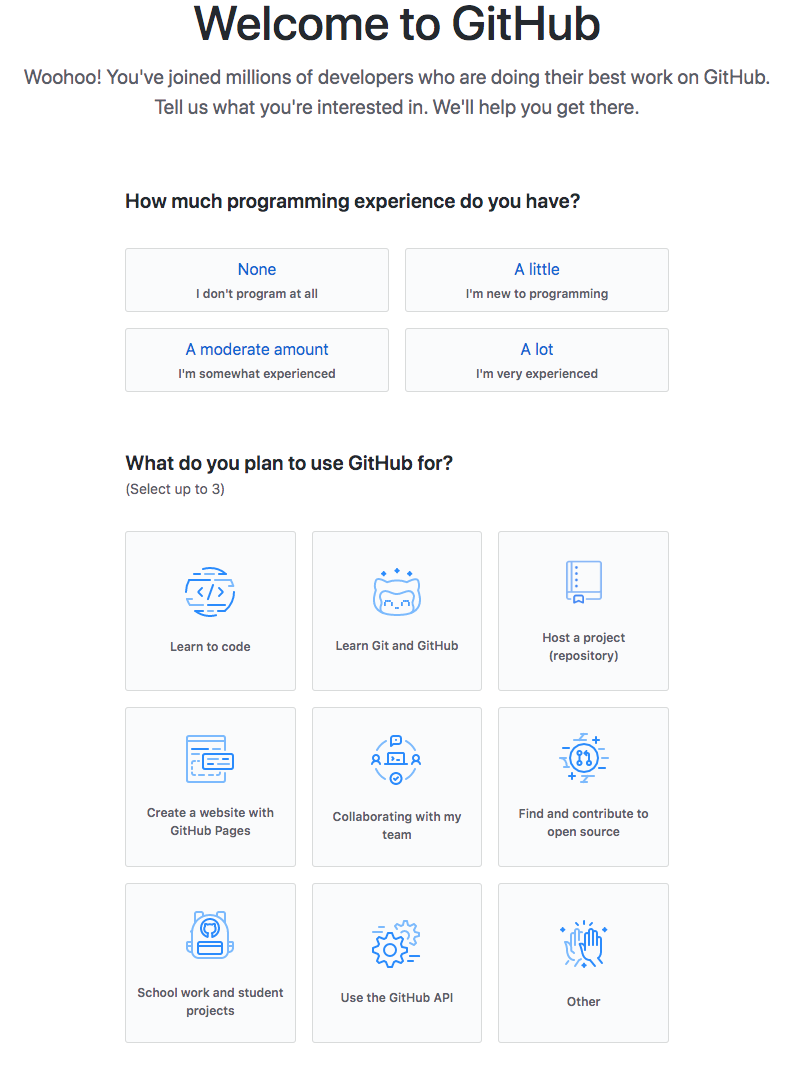 Welcome to GitHub
Woohoo! You've joined millions of developers who are doing their best work on GitHub.
Tell us what you're interested in. We'll help you get there.
How much programming experience do you have?
None
I don't program at all
A little
I'm new to programming
A moderate amount
I'm somewhat experienced
A lot
I'm very experienced
What do you plan to use GitHub for?
(Select up to 3)
Learn to code
Learn Git and GitHub
Host a project
(repository)
Create a website with
GitHub Pages
Collaborating with my
team
Find and contribute to
open source
School work and student
projects
Use the GitHub API
Other